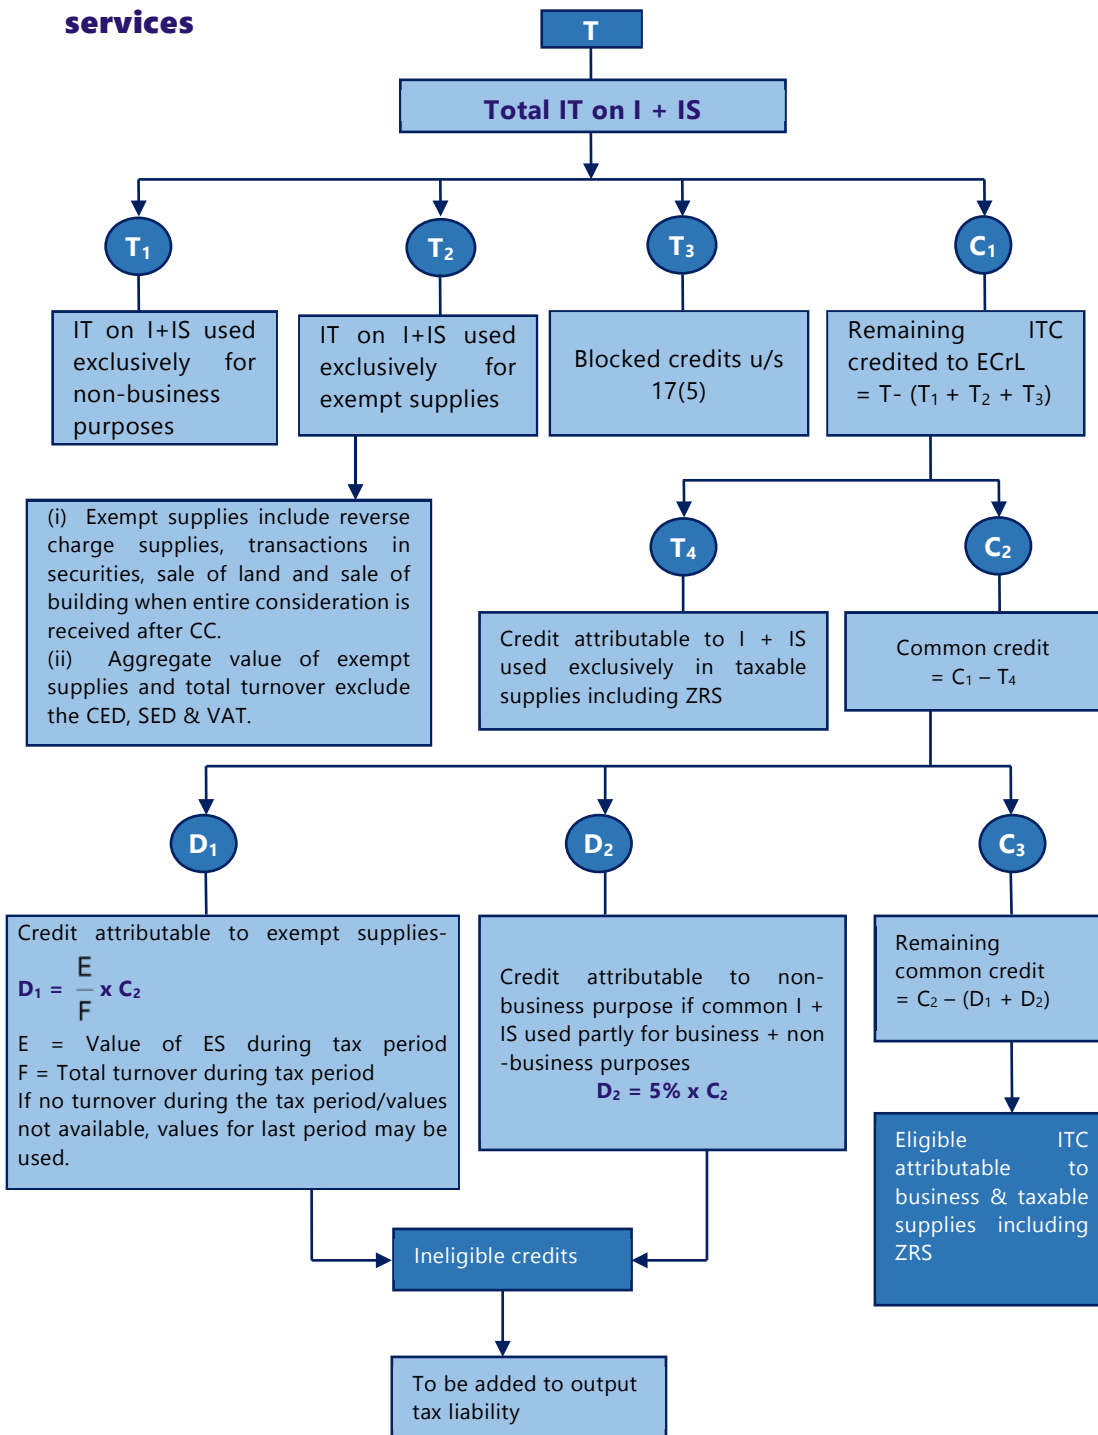 services
T
Total IT on I + IS
T₁
T₂
T₃
C₁
IT on I+IS used
exclusively for
non-business
purposes
IT on I+IS used
exclusively for
exempt supplies
Blocked credits u/s
17(5)
Remaining ITC
credited to ECrL
= T- (T₁ + T₂ + T₃)
(i) Exempt supplies include reverse
charge supplies, transactions in
securities, sale of land and sale of
building when entire consideration is
received after CC.
(ii) Aggregate value of exempt
supplies and total turnover exclude
the CED, SED & VAT.
T₄
C₂
Credit attributable to I + IS
used exclusively in taxable
supplies including ZRS
Common credit
= C₁ – T₄
D₁
D₂
C₃
Credit attributable to exempt supplies-
D₁ = E/F x C₂
E = Value of ES during tax period
F = Total turnover during tax period
If no turnover during the tax period/values
not available, values for last period may be
used.
Credit attributable to non-
business purpose if common I +
IS used partly for business + non
-business purposes
D₂ = 5% x C₂
Remaining
common credit
= C₂ – (D₁ + D₂)
Eligible ITC
attributable to
business & taxable
supplies including
ZRS
Ineligible credits
To be added to output
tax liability